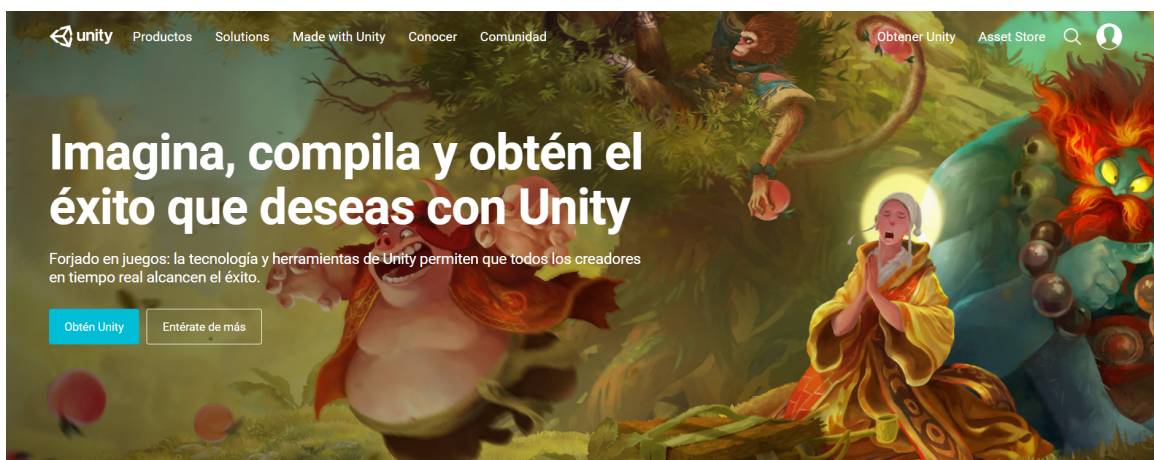 unity Productos Solutions Made with Unity Conocer Comunidad Obtener Unity Asset Store
Imagina, compila y obtén el
éxito que deseas con Unity
Forjado en juegos: la tecnología y herramientas de Unity permiten que todos los creadores
en tiempo real alcancen el éxito.
Obtén Unity Entérate de más